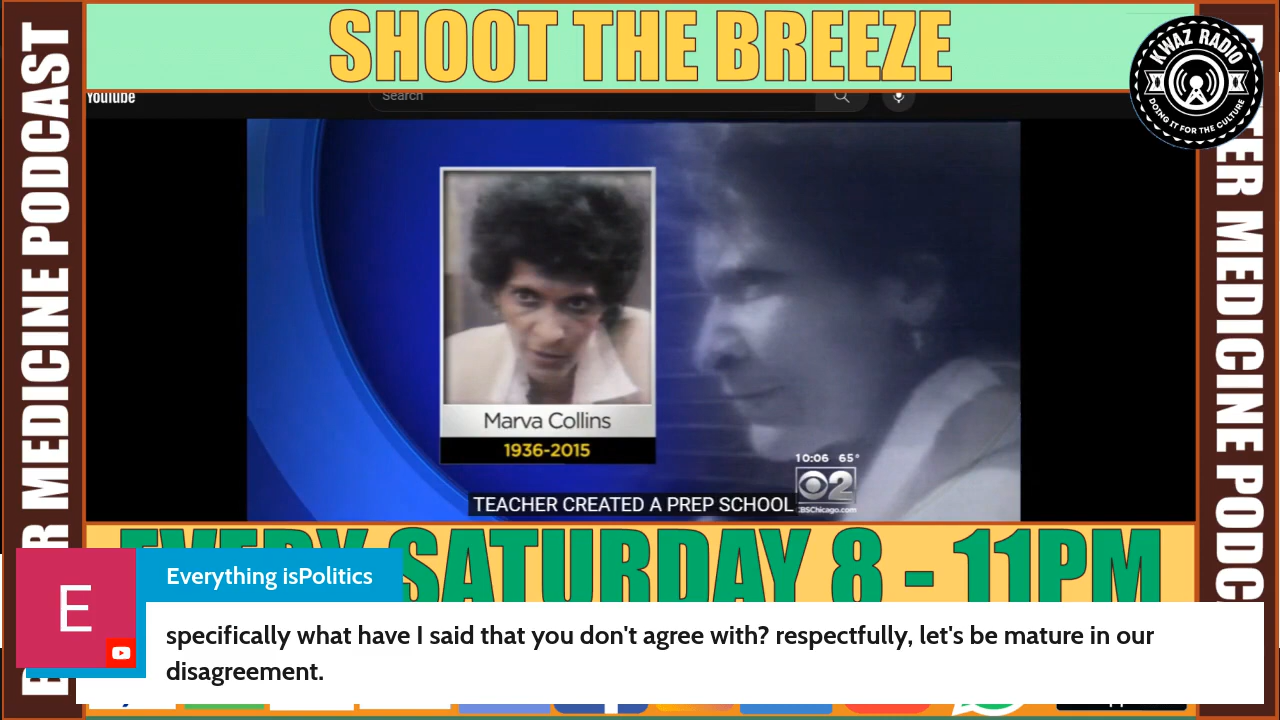 SHOOT THE BREEZE
KWAZ RADIO
DOING IT FOR THE CULTURE
YouTube
Search
MEDICINE PODCAST
MEDICINE
Marva Collins
1936-2015
10:06 65°
2
CBSChicago.com
TEACHER CREATED A PREP SCHOOL
EVERY SATURDAY 8 - 11PM
E
Everything isPolitics
specifically what have I said that you don't agree with? respectfully, let's be mature in our
disagreement.